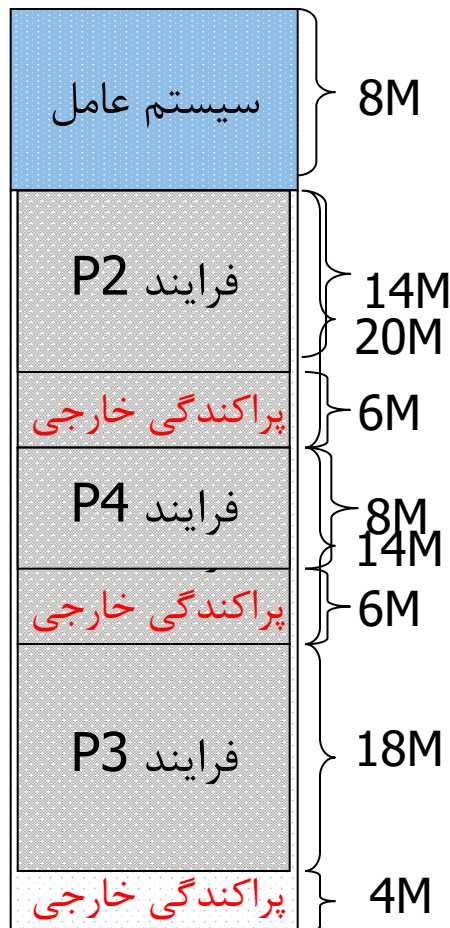 سیستم عامل
8M
فرایند P2
14M
20M
پراکندگی خارجی
6M
فرایند P4
8M
14M
پراکندگی خارجی
6M
فرایند P3
18M
پراکندگی خارجی
4M